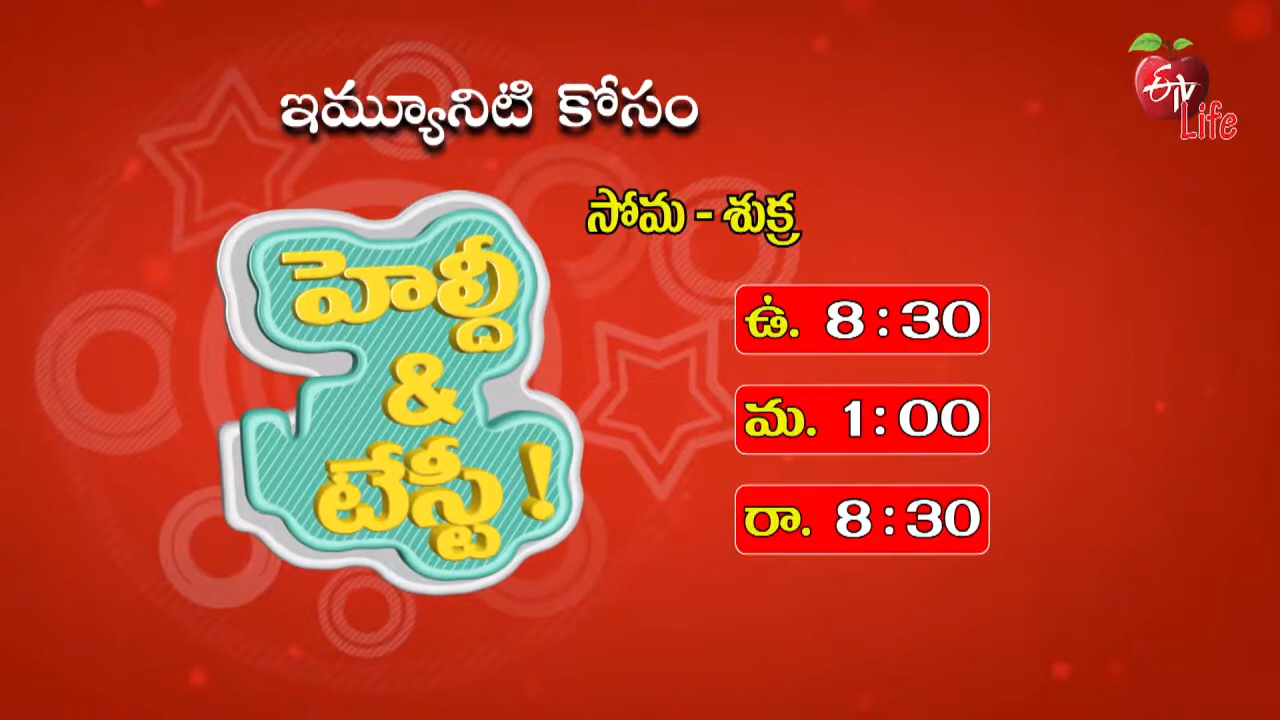 ఇమ్యూనిటి కోసం
ETV
Life
సోమ - శుక్ర
హెల్దీ
&
టేస్టీ !
ఉ. 8 : 30
మ. 1 : 00
రా. 8 : 30